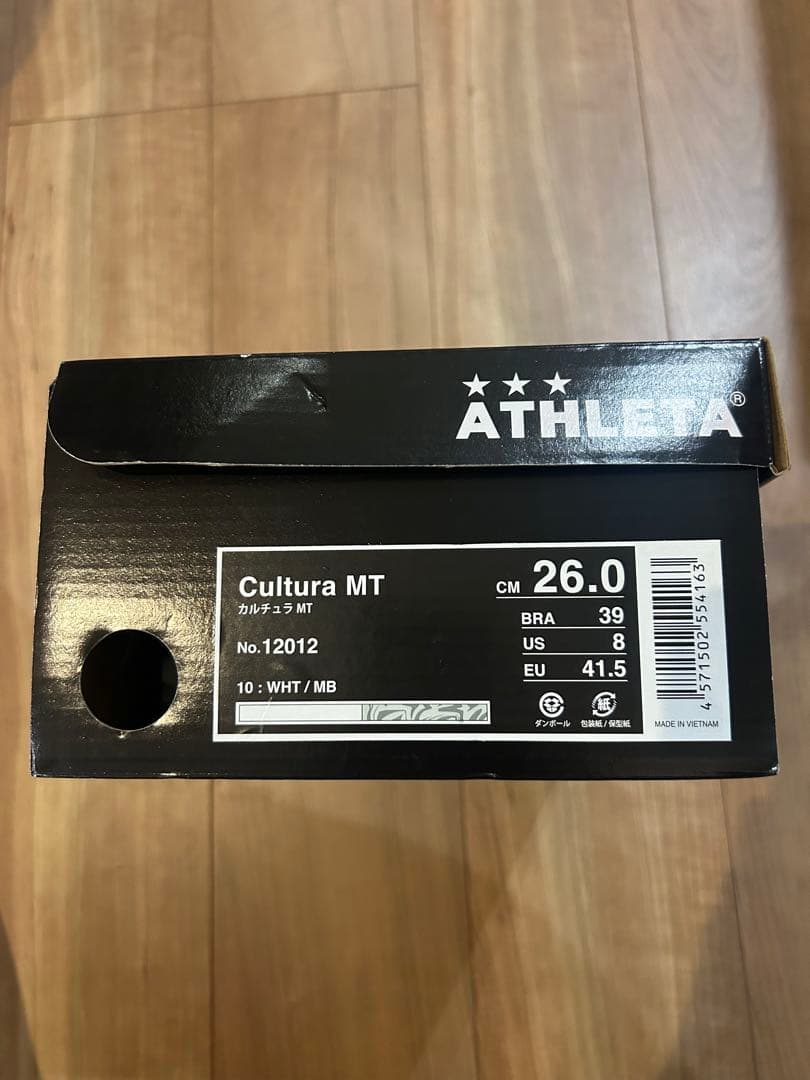 ★★★
ATHLETA®
Cultura MT
カルチュラ MT
No.12012
10 : WHT / MB
CM 26.0
BRA 39
US 8
EU 41.5
紙
ダンボール 包装紙 / 保型紙
4 571502 554163
MADE IN VIETNAM